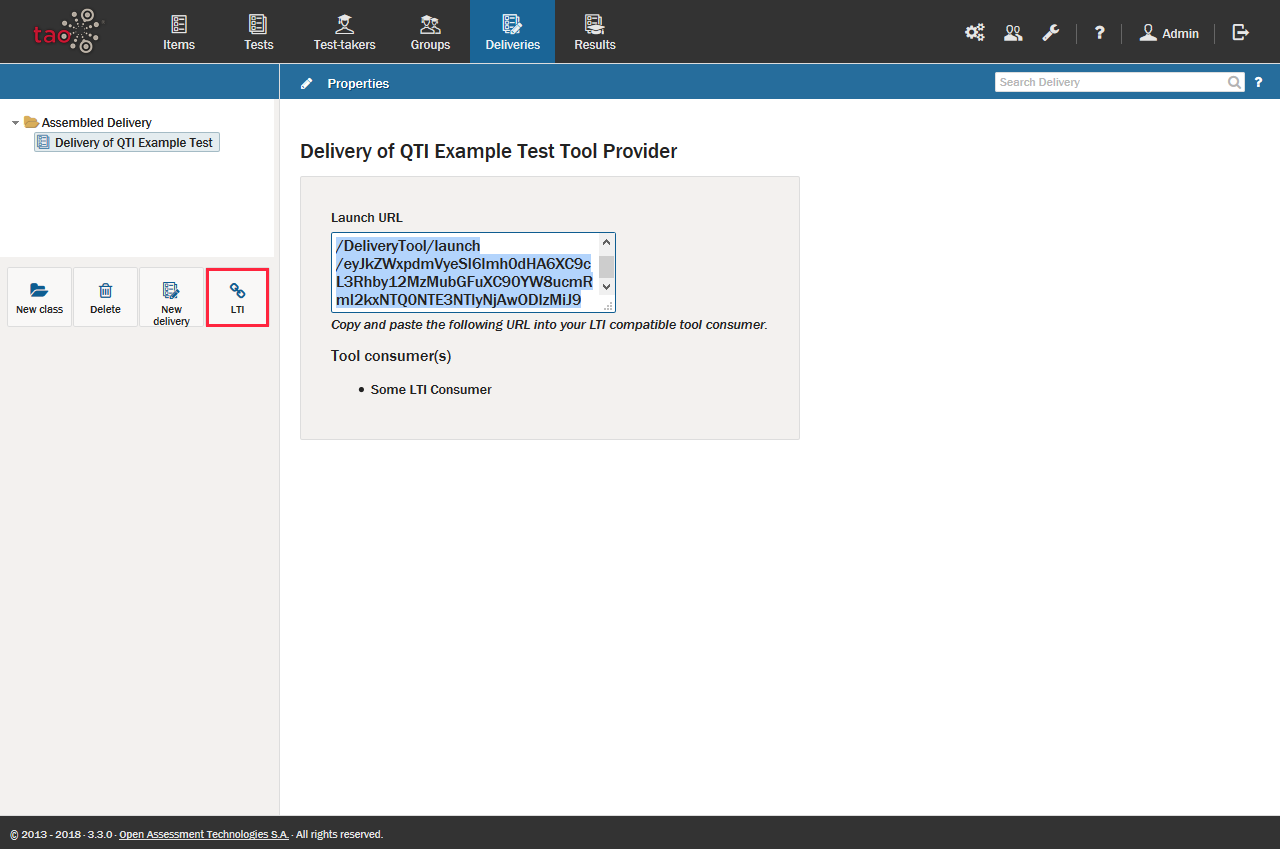 tao
Items
Tests
Test-takers
Groups
Deliveries
Results
?
Admin
Properties
Search Delivery
?
Assembled Delivery
Delivery of QTI Example Test
New class
Delete
New
delivery
LTI
Delivery of QTI Example Test Tool Provider
Launch URL
/DeliveryTool/launch
Copy and paste the following URL into your LTI compatible tool consumer.
Tool consumer(s)
• Some LTI Consumer
© 2013 - 2018 · 3.3.0 · Open Assessment Technologies S.A. · All rights reserved.